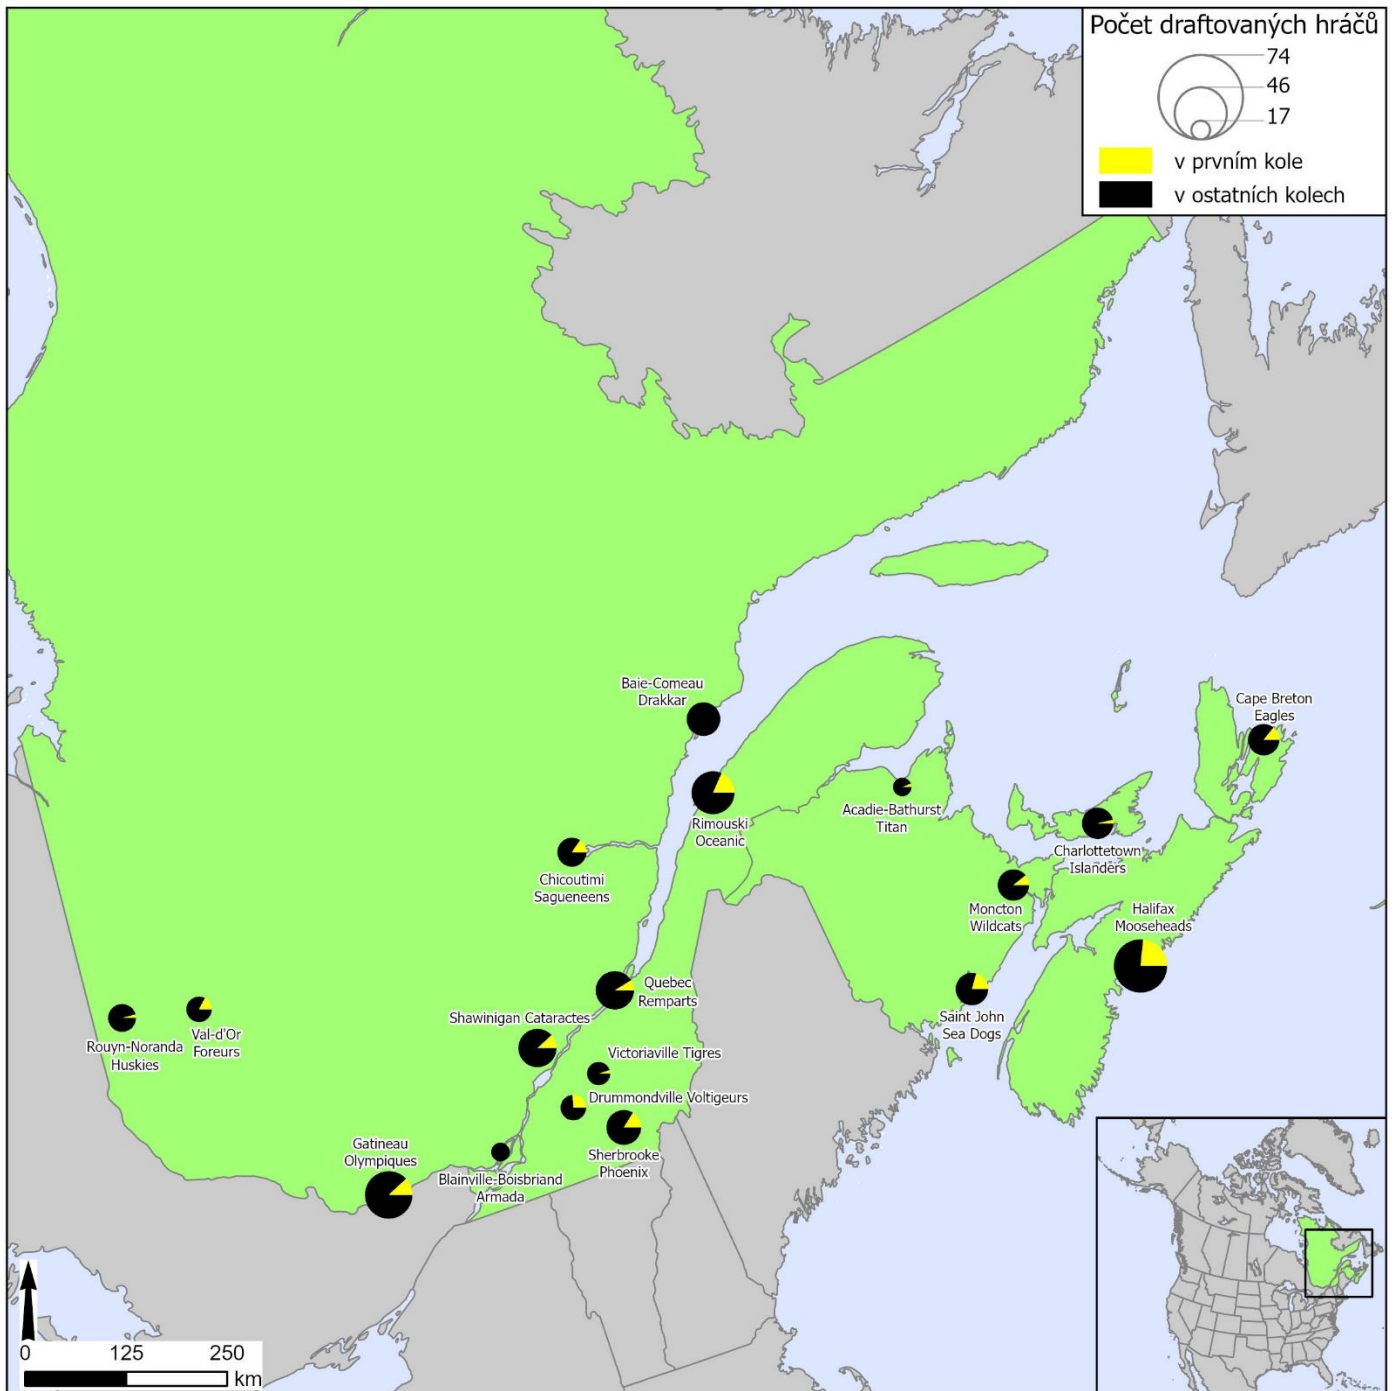 Počet draftovaných hráčů
74
46
17
v prvním kole
v ostatních kolech
Baie-Comeau
Drakkar
Cape Breton
Eagles
Rimouski
Oceanic
Acadie-Bathurst
Titan
Charlottetown
Islanders
Chicoutimi
Sagueneens
Moncton
Wildcats
Halifax
Mooseheads
Quebec
Remparts
Shawinigan Cataractes
Saint John
Sea Dogs
Rouyn-Noranda
Huskies
Val-d'Or
Foreurs
Victoriaville Tigres
Drummondville Voltigeurs
Gatineau
Olympiques
Sherbrooke
Phoenix
Blainville-Boisbriand
Armada
0 125 250
km